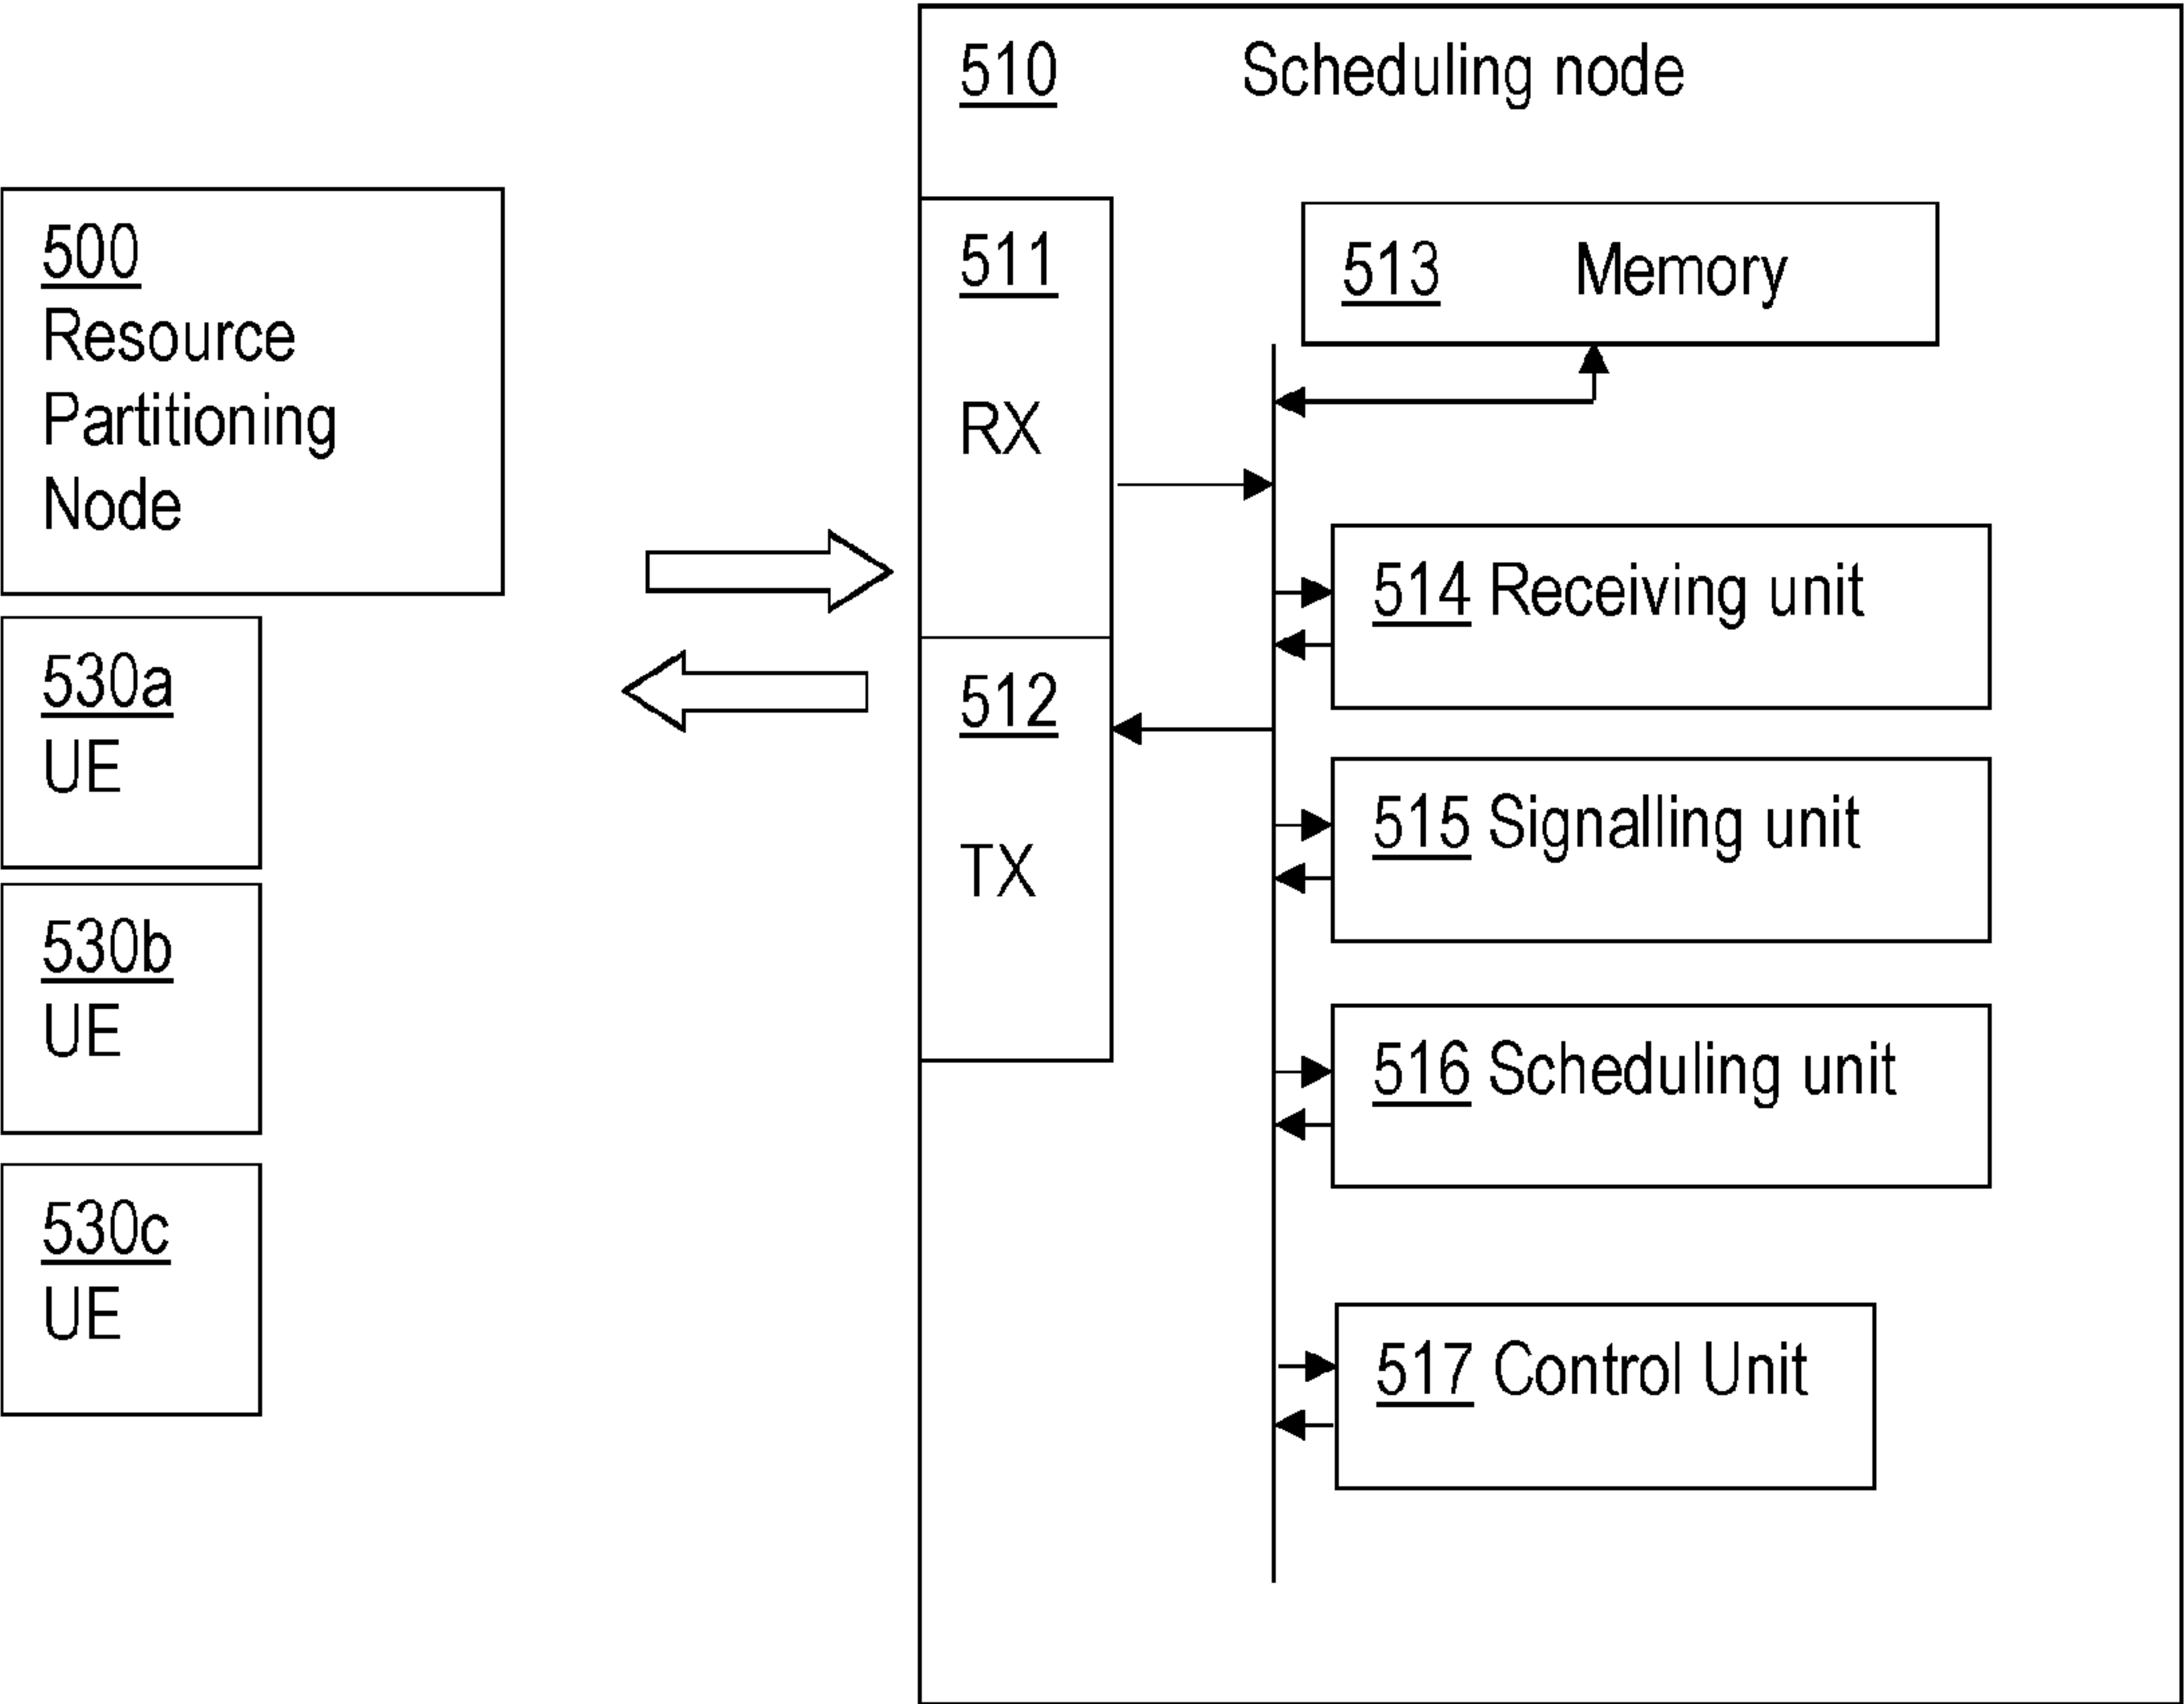 500
Resource
Partitioning
Node
530a
UE
530b
UE
530c
UE
510 Scheduling node
511
RX
512
TX
513 Memory
514 Receiving unit
515 Signalling unit
516 Scheduling unit
517 Control Unit